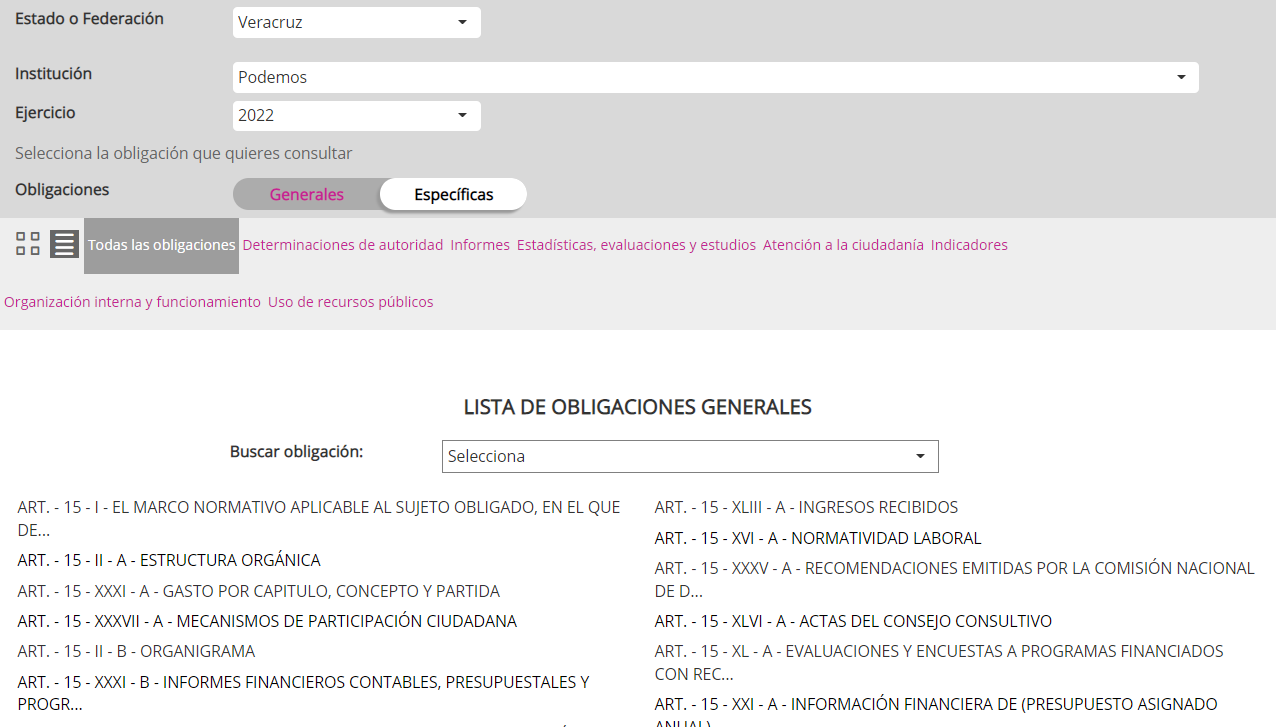 Estado o Federación
Veracruz
Institución
Podemos
Ejercicio
2022
Selecciona la obligación que quieres consultar
Obligaciones
Generales
Específicas
Todas las obligaciones Determinaciones de autoridad Informes Estadísticas, evaluaciones y estudios Atención a la ciudadanía Indicadores
Organización interna y funcionamiento Uso de recursos públicos
LISTA DE OBLIGACIONES GENERALES
Buscar obligación:
Selecciona
ART. - 15 - I - EL MARCO NORMATIVO APLICABLE AL SUJETO OBLIGADO, EN EL QUE
DE...
ART. - 15 - II - A - ESTRUCTURA ORGÁNICA
ART. - 15 - XXXI - A - GASTO POR CAPITULO, CONCEPTO Y PARTIDA
ART. - 15 - XXXVII - A - MECANISMOS DE PARTICIPACIÓN CIUDADANA
ART. - 15 - II - B - ORGANIGRAMA
ART. - 15 - XXXI - B - INFORMES FINANCIEROS CONTABLES, PRESUPUESTALES Y
PROGR...
ART. - 15 - XLIII - A - INGRESOS RECIBIDOS
ART. - 15 - XVI - A - NORMATIVIDAD LABORAL
ART. - 15 - XXXV - A - RECOMENDACIONES EMITIDAS POR LA COMISIÓN NACIONAL
DE D...
ART. - 15 - XLVI - A - ACTAS DEL CONSEJO CONSULTIVO
ART. - 15 - XL - A - EVALUACIONES Y ENCUESTAS A PROGRAMAS FINANCIADOS
CON REC...
ART. - 15 - XXI - A - INFORMACIÓN FINANCIERA DE (PRESUPUESTO ASIGNADO
ANUAL)